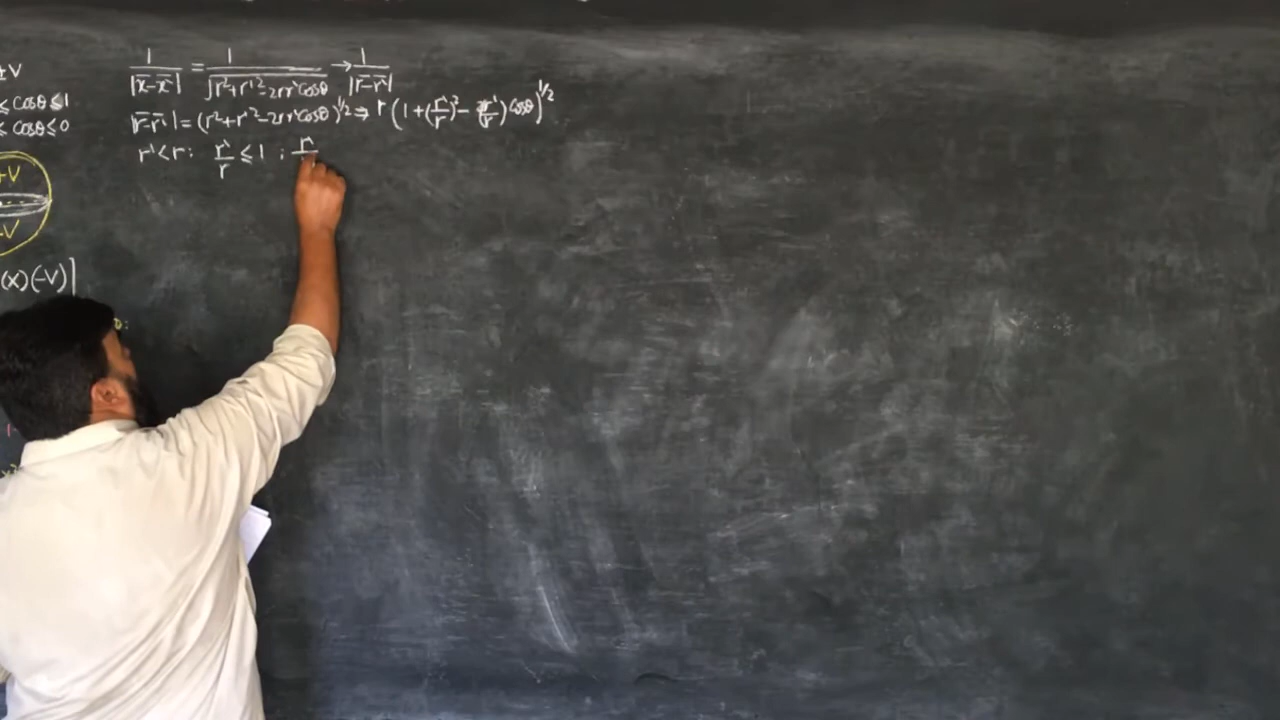 ±V
≤ cosθ ≤ 1
≤ cosθ ≤ 0
+V
-V
(x)(-V)|
1/|x̄-x̄'| = 1/√(r²+r'²-2rr'cosθ) → 1/|r̄-r̄'|
|r̄-r̄'| = (r²+r'²-2rr'cosθ)^1/2 ⇒ r(1+(r'/r)²- (r'/r)cosθ)^1/2
r'<r: r'/r ≤ 1 ; r'